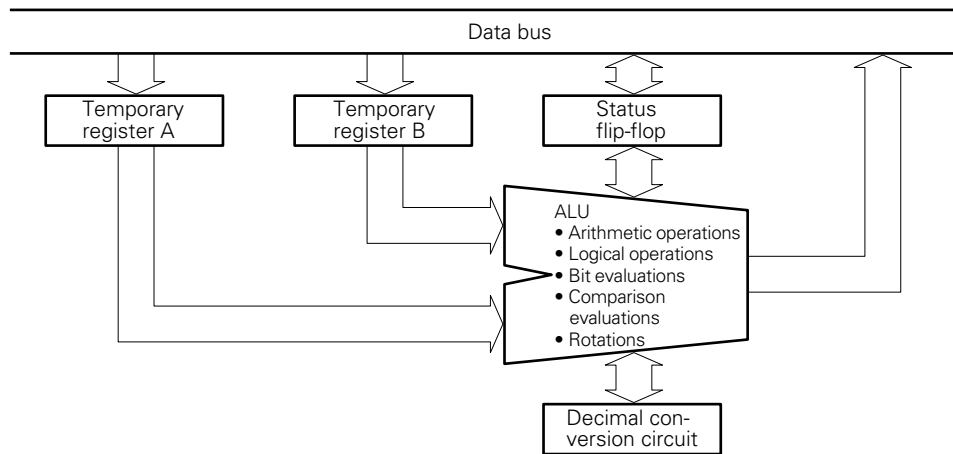 Data bus
Temporary
register A
Temporary
register B
Status
flip-flop
ALU
• Arithmetic operations
• Logical operations
• Bit evaluations
• Comparison
evaluations
• Rotations
Decimal con-
version circuit